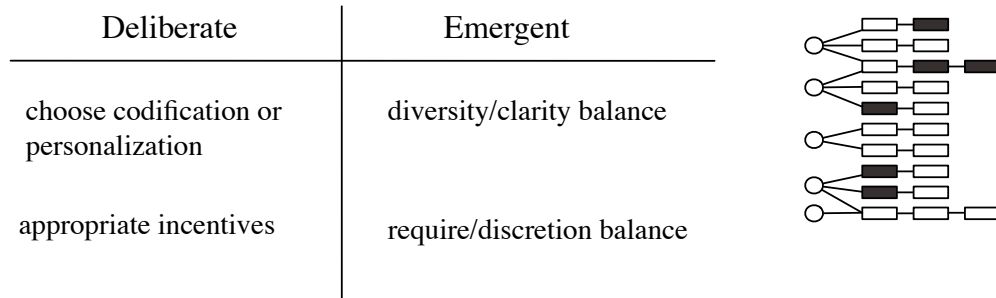 Deliberate
Emergent
choose codification or
personalization
diversity/clarity balance
appropriate incentives
require/discretion balance